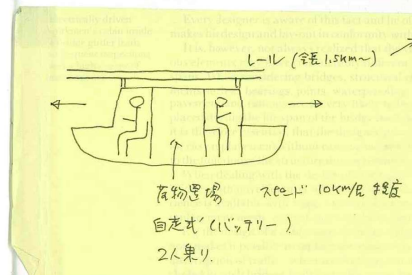 レール (全長1.5km〜)
荷物置場
スピード 10km/h 程度
自走式 (バッテリー)
2人乗り.